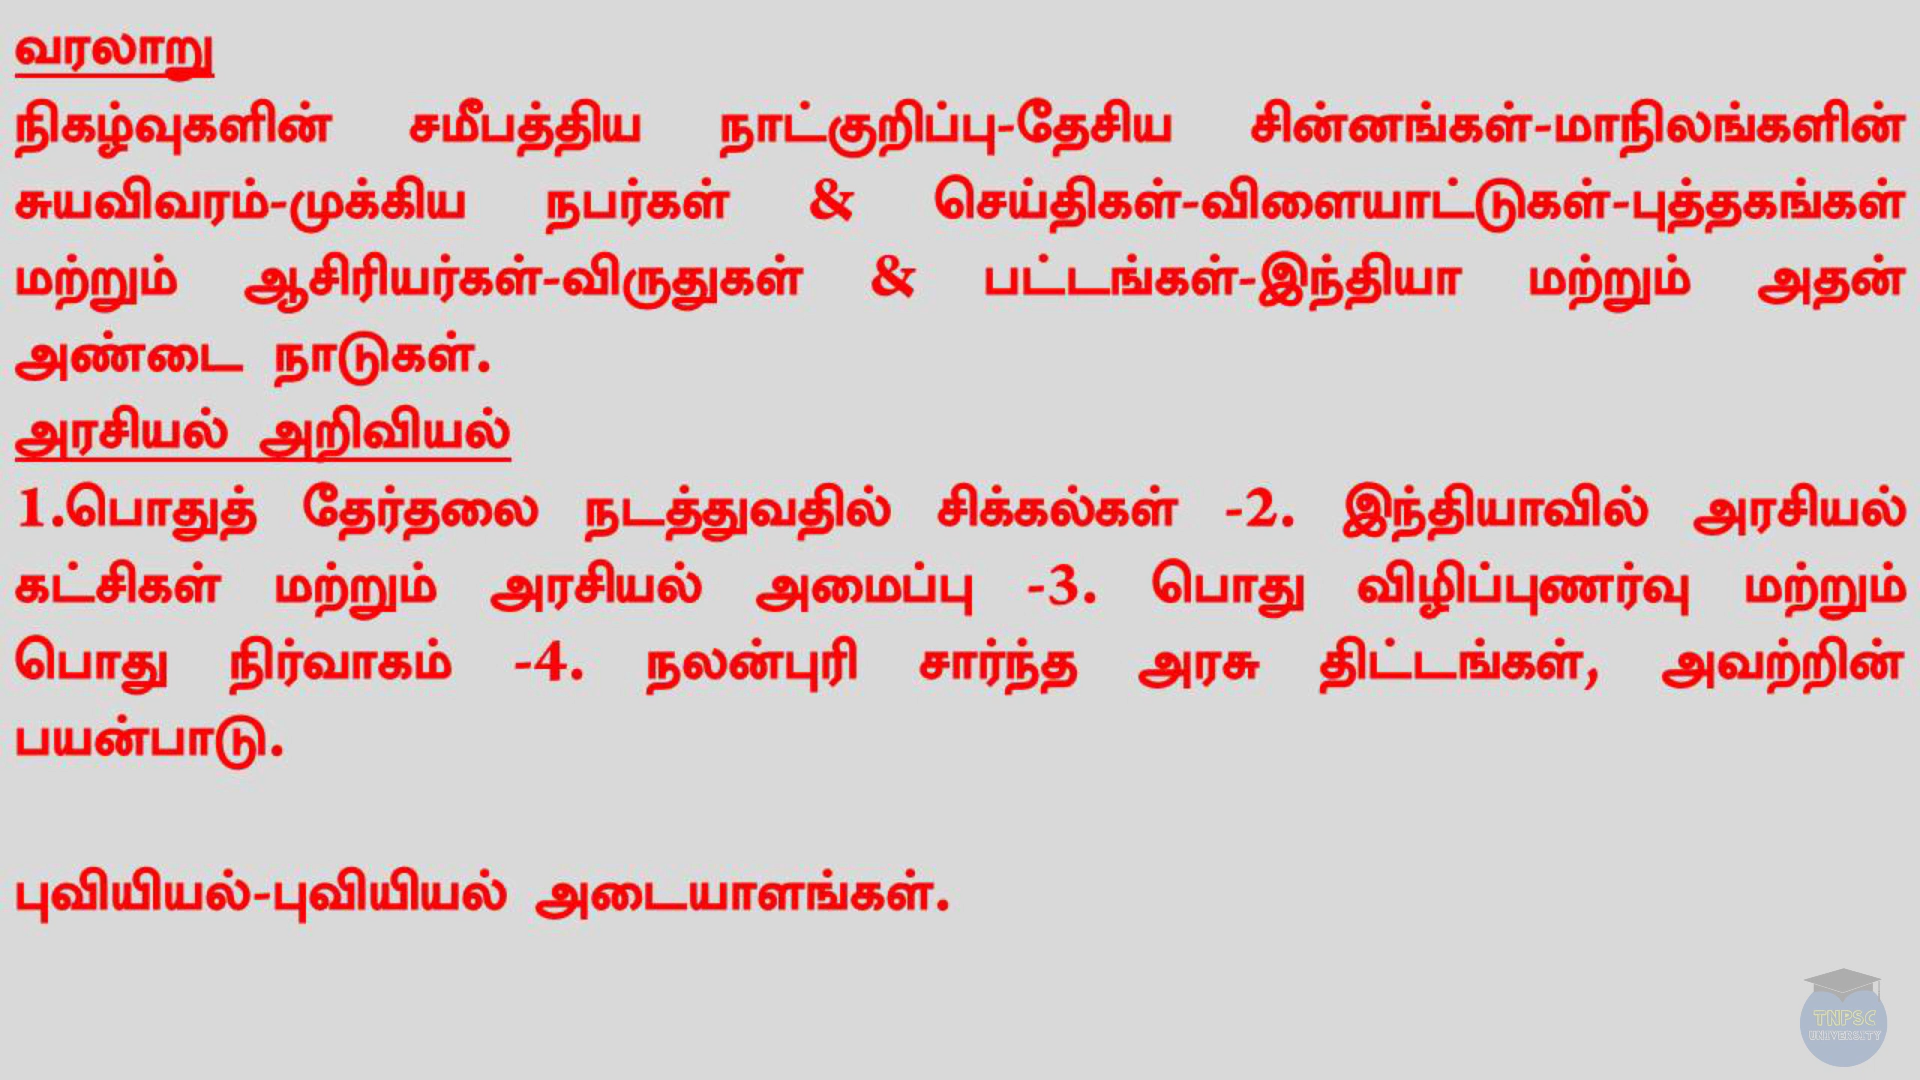 வரலாறு
நிகழ்வுகளின் சமீபத்திய நாட்குறிப்பு-தேசிய சின்னங்கள்-மாநிலங்களின்
சுயவிவரம்-முக்கிய நபர்கள் & செய்திகள்-விளையாட்டுகள்-புத்தகங்கள்
மற்றும் ஆசிரியர்கள்-விருதுகள் & பட்டங்கள்-இந்தியா மற்றும் அதன்
அண்டை நாடுகள்.
அரசியல் அறிவியல்
1.பொதுத் தேர்தலை நடத்துவதில் சிக்கல்கள் -2. இந்தியாவில் அரசியல்
கட்சிகள் மற்றும் அரசியல் அமைப்பு -3. பொது விழிப்புணர்வு மற்றும்
பொது நிர்வாகம் -4. நலன்புரி சார்ந்த அரசு திட்டங்கள், அவற்றின்
பயன்பாடு.
புவியியல்-புவியியல் அடையாளங்கள்.
TNPSC
UNIVERSITY